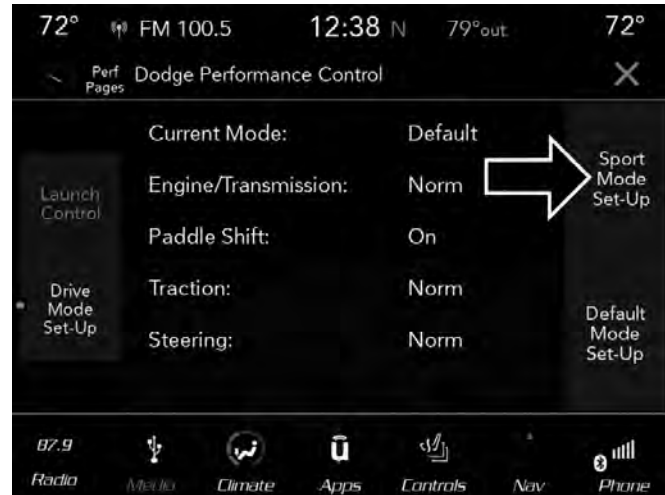 72° FM 100.5 12:38 N 79°out 72°
Perf
Pages
Dodge Performance Control
Current Mode: Default
Engine/Transmission: Norm
Paddle Shift: On
Traction: Norm
Steering: Norm
Launch
Control
Drive
Mode
Set-Up
Sport
Mode
Set-Up
Default
Mode
Set-Up
87.9
Radio Media Climate Apps Controls Nav Phone